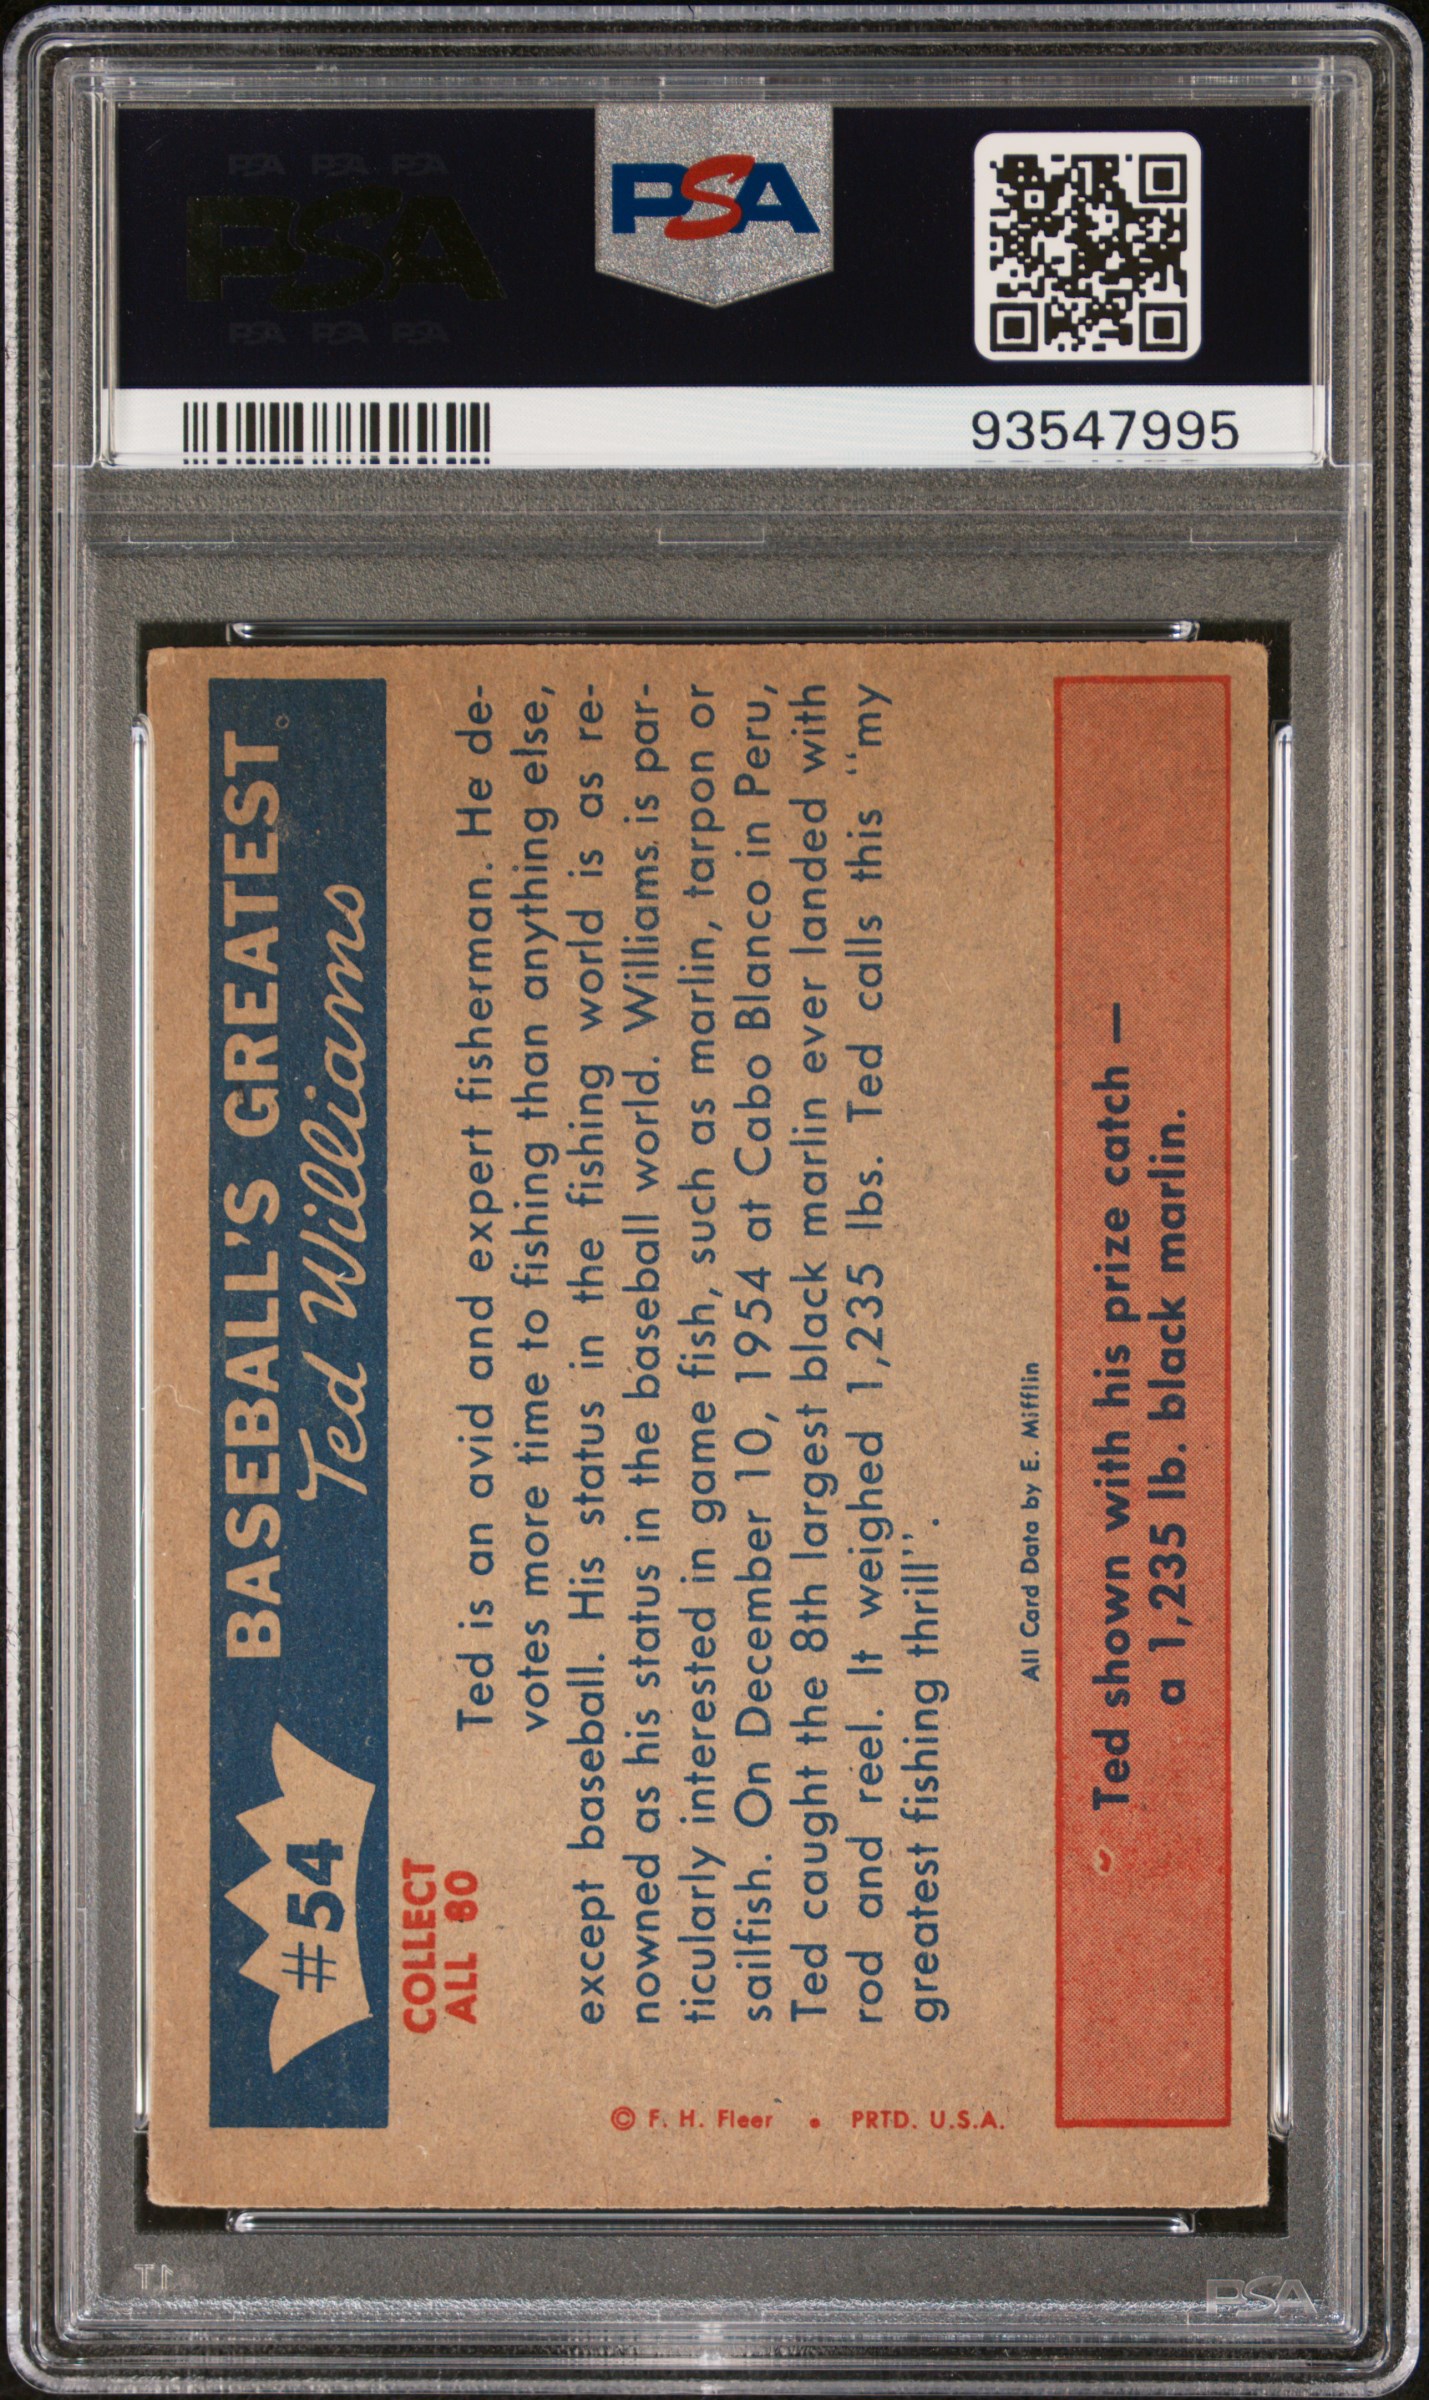 PSA PSA PSA
PSA
PSA PSA PSA
PSA
93547995
#54
BASEBALL'S GREATEST
Ted Williams
COLLECT
ALL 80
Ted is an avid and expert fisherman. He de-
votes more time to fishing than anything else,
except baseball. His status in the fishing world is as re-
nowned as his status in the baseball world. Williams is par-
ticularly interested in game fish, such as marlin, tarpon or
sailfish. On December 10, 1954 at Cabo Blanco in Peru,
Ted caught the 8th largest black marlin ever landed with
rod and reel. It weighed 1,235 lbs. Ted calls this ''my
greatest fishing thrill''.
All Card Data by E. Mifflin
© F. H. Fleer • PRTD. U.S.A.
Ted shown with his prize catch —
a 1,235 lb. black marlin.
PSA